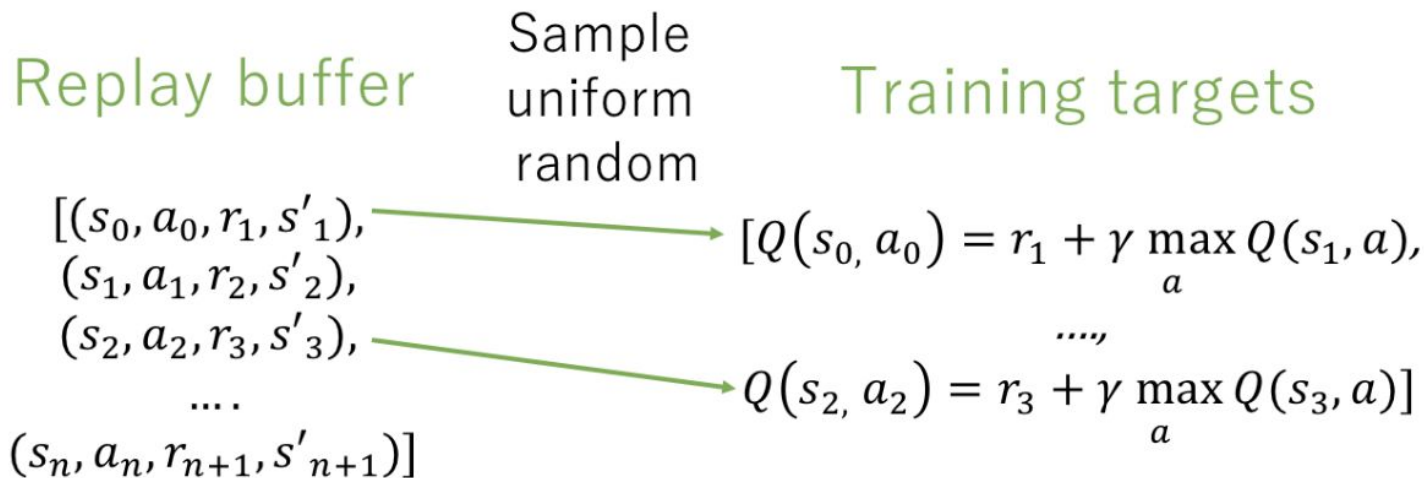 Replay buffer
Sample
uniform
random
Training targets
[(s₀, a₀, r₁, s′₁),
(s₁, a₁, r₂, s′₂),
(s₂, a₂, r₃, s′₃),
... .
(sₙ, aₙ, rₙ₊₁, s′ₙ₊₁)]
[Q(s₀, a₀) = r₁ + γ max Q(s₁, a),
a
....,
Q(s₂, a₂) = r₃ + γ max Q(s₃, a)]
a